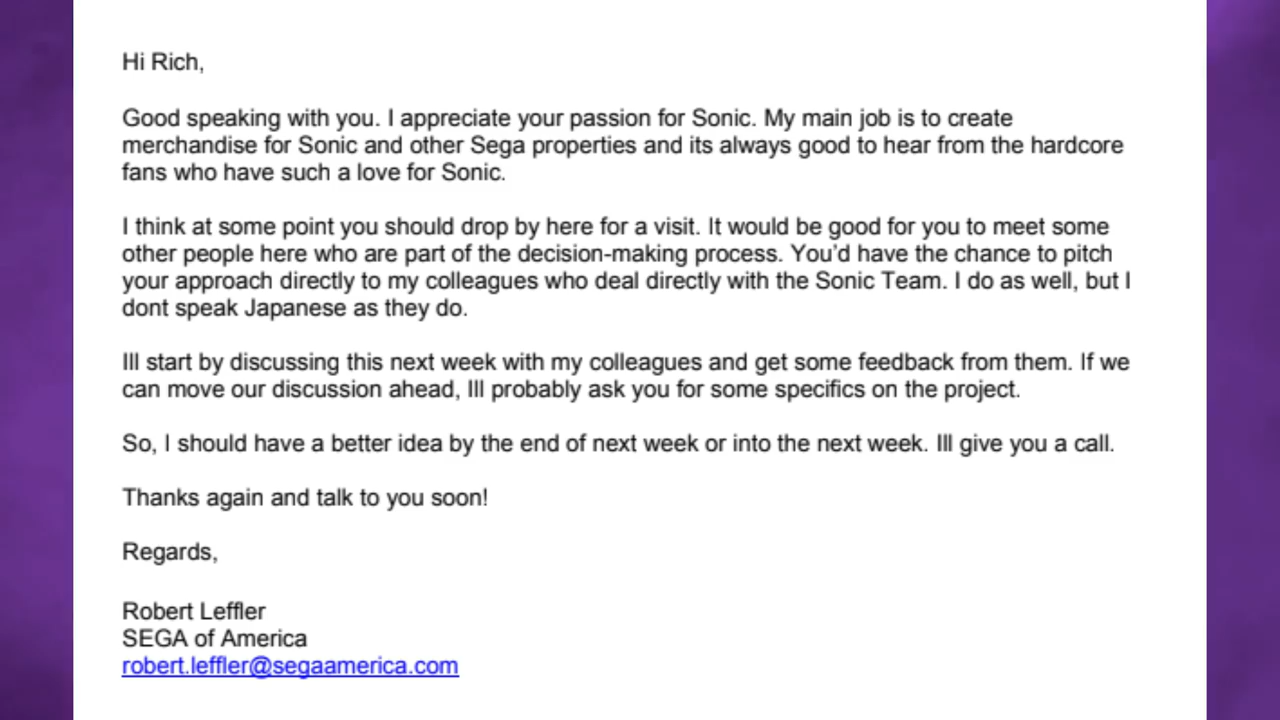 Hi Rich,
Good speaking with you. I appreciate your passion for Sonic. My main job is to create
merchandise for Sonic and other Sega properties and its always good to hear from the hardcore
fans who have such a love for Sonic.
I think at some point you should drop by here for a visit. It would be good for you to meet some
other people here who are part of the decision-making process. You'd have the chance to pitch
your approach directly to my colleagues who deal directly with the Sonic Team. I do as well, but I
dont speak Japanese as they do.
Ill start by discussing this next week with my colleagues and get some feedback from them. If we
can move our discussion ahead, Ill probably ask you for some specifics on the project.
So, I should have a better idea by the end of next week or into the next week. Ill give you a call.
Thanks again and talk to you soon!
Regards,
Robert Leffler
SEGA of America
robert.leffler@segaamerica.com